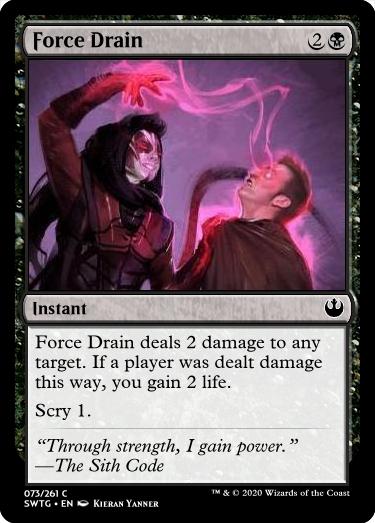 Force Drain 2
Instant
Force Drain deals 2 damage to any
target. If a player was dealt damage
this way, you gain 2 life.
Scry 1.
“Through strength, I gain power.”
—The Sith Code
073/261 C
SWTG • EN KIERAN YANNER
™ & © 2020 Wizards of the Coast